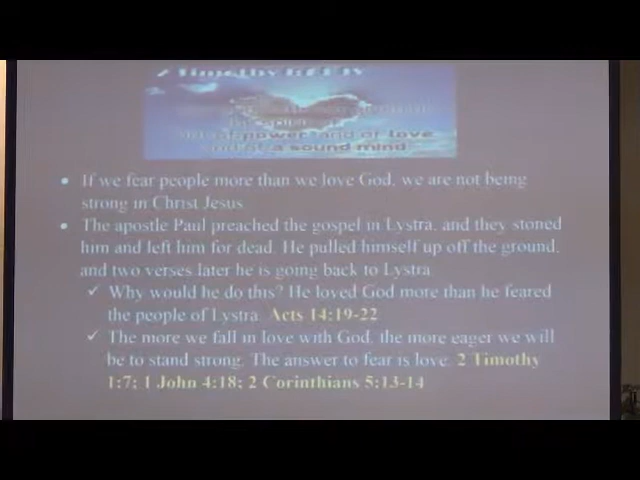 Timothy
of power and of love
and of a sound mind
• If we fear people more than we love God, we are not being
strong in Christ Jesus.
• The apostle Paul preached the gospel in Lystra, and they stoned
him and left him for dead. He pulled himself up off the ground,
and two verses later he is going back to Lystra.
✓ Why would he do this? He loved God more than he feared
the people of Lystra. Acts 14:19-22
✓ The more we fall in love with God, the more eager we will
be to stand strong. The answer to fear is love. 2 Timothy
1:7; 1 John 4:18; 2 Corinthians 5:13-14